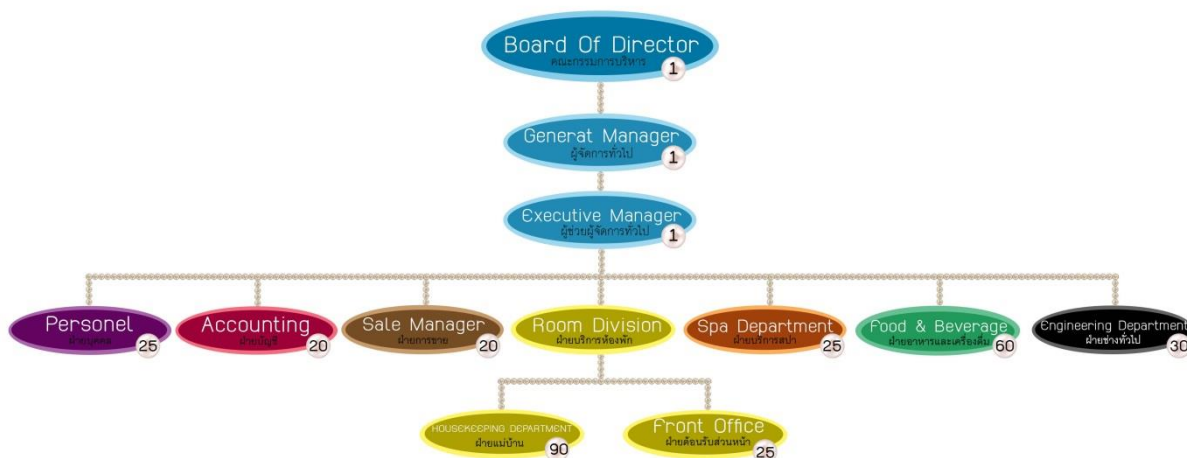 Board Of Director
คณะกรรมการบริหาร
1
Generat Manager
ผู้จัดการทั่วไป
1
Executive Manager
ผู้ช่วยผู้จัดการทั่วไป
1
Personel
ฝ่ายบุคคล
25
Accounting
ฝ่ายบัญชี
20
Sale Manager
ฝ่ายการขาย
20
Room Division
ฝ่ายบริการห้องพัก
Spa Department
ฝ่ายบริการสปา
25
Food & Beverage
ฝ่ายอาหารและเครื่องดื่ม
60
Engineering Department
ฝ่ายช่างทั่วไป
30
HOUSEKEEPING DEPARTMENT
ฝ่ายแม่บ้าน
90
Front Office
ฝ่ายต้อนรับส่วนหน้า
25